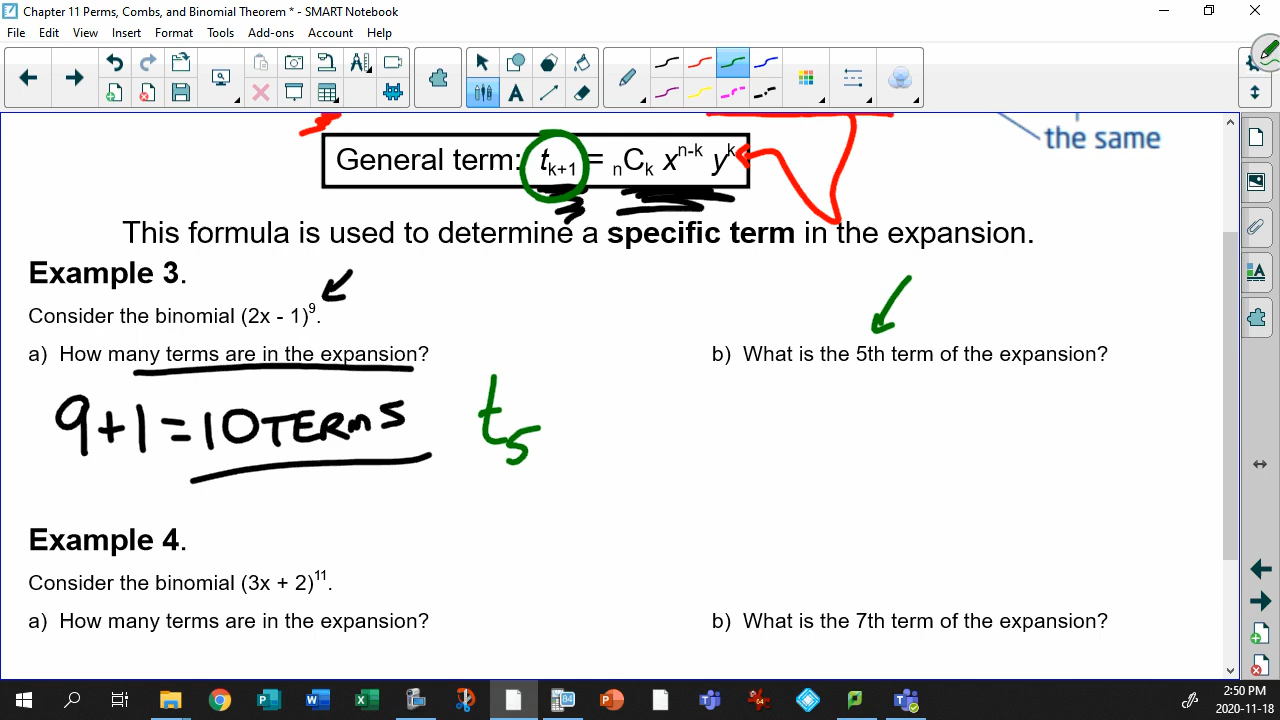 Chapter 11 Perms, Combs, and Binomial Theorem * - SMART Notebook
File Edit View Insert Format Tools Add-ons Account Help
the same
General term: t k+1 = nCk x^n-k y^k
This formula is used to determine a specific term in the expansion.
Example 3.
Consider the binomial (2x - 1)^9.
a) How many terms are in the expansion?
b) What is the 5th term of the expansion?
9+1=10 TERMS
t5
Example 4.
Consider the binomial (3x + 2)^11.
a) How many terms are in the expansion?
b) What is the 7th term of the expansion?
2:50 PM
2020-11-18